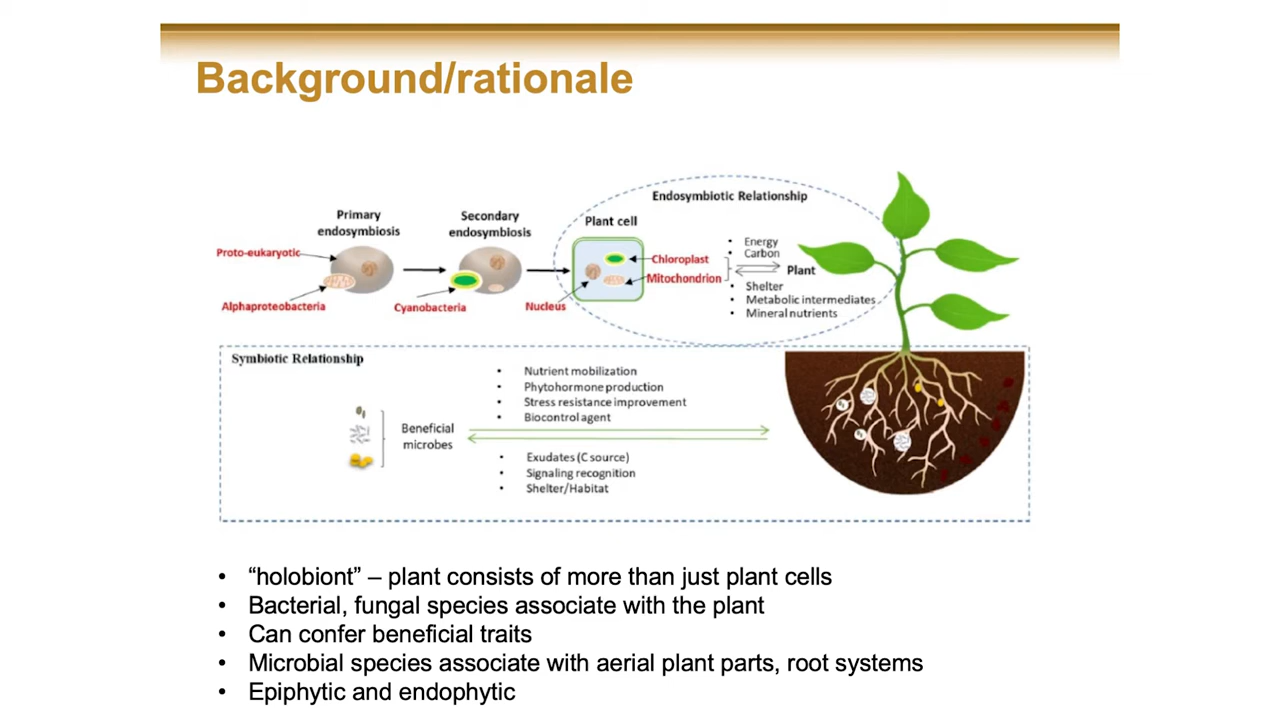 Background/rationale
Endosymbiotic Relationship
Primary
endosymbiosis
Secondary
endosymbiosis
Plant cell
Proto-eukaryotic
Alphaproteobacteria
Cyanobacteria
Nucleus
Chloroplast
Mitochondrion
• Energy
• Carbon
Plant
• Shelter
• Metabolic intermediates
• Mineral nutrients
Symbiotic Relationship
• Nutrient mobilization
• Phytohormone production
• Stress resistance improvement
• Biocontrol agent
Beneficial
microbes
• Exudates (C source)
• Signaling recognition
• Shelter/Habitat
• “holobiont” – plant consists of more than just plant cells
• Bacterial, fungal species associate with the plant
• Can confer beneficial traits
• Microbial species associate with aerial plant parts, root systems
• Epiphytic and endophytic